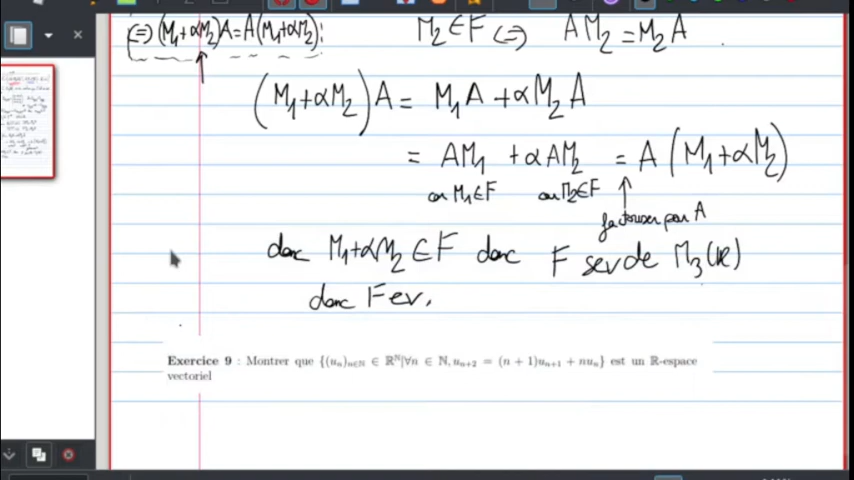 (⇔) (M₁+αM₂)A=A(M₁+αM₂): M₂∈F ⇔ AM₂=M₂A.
(M₁+αM₂)A = M₁A+αM₂A
= AM₁ +αAM₂ = A(M₁+αM₂)
car M₁∈F car M₂∈F
factoriser par A
donc M₁+αM₂∈F donc F sev de M₃(ℝ)
donc F ev.
Exercice 9 : Montrer que {(uₙ)ₙ∈ℕ ∈ ℝ^ℕ|∀n ∈ ℕ, uₙ₊₂ = (n + 1)uₙ₊₁ + nuₙ} est un ℝ-espace
vectoriel